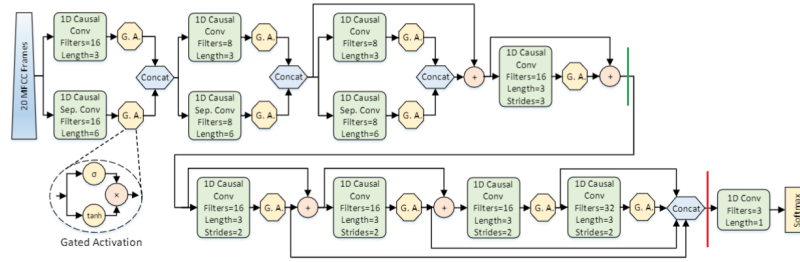 2D MFCC Frames
1D Causal
Conv
Filters=16
Length=3
G. A.
1D Causal
Sep. Conv
Filters=16
Length=6
G. A.
Concat
1D Causal
Conv
Filters=8
Length=3
G. A.
1D Causal
Sep. Conv
Filters=8
Length=6
G. A.
Concat
1D Causal
Conv
Filters=8
Length=3
G. A.
1D Causal
Sep. Conv
Filters=8
Length=6
G. A.
Concat
+
1D Causal
Conv
Filters=16
Length=3
Strides=3
G. A.
+
σ
tanh
×
Gated Activation
1D Causal
Conv
Filters=16
Length=3
Strides=2
G. A.
+
1D Causal
Conv
Filters=16
Length=3
Strides=2
G. A.
+
1D Causal
Conv
Filters=16
Length=3
Strides=2
G. A.
1D Causal
Conv
Filters=32
Length=3
Strides=2
G. A.
Concat
1D Conv
Filters=3
Length=1
Softmax